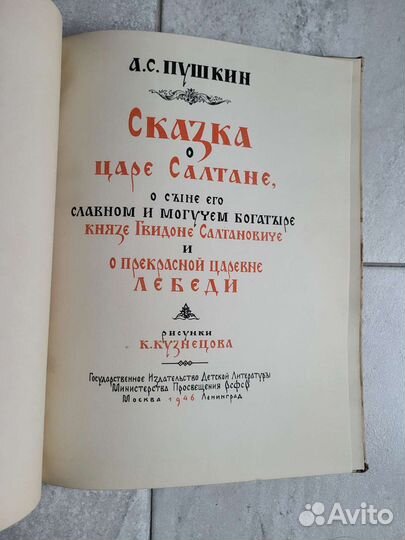 А.С. ПУШКИН
СКАЗКА
О
ЦАРЕ САЛТАНЕ,
О СЫНЕ ЕГО
СЛАВНОМ И МОГУЧЕМ БОГАТЫРЕ
КНЯЗЕ ГВИДОНЕ САЛТАНОВИЧЕ
И
О ПРЕКРАСНОЙ ЦАРЕВНЕ
ЛЕБЕДИ
РИСУНКИ
К. КУЗНЕЦОВА
Государственное Издательство Детской Литературы
Министерства Просвещения РСФСР
Москва 1946 Ленинград
Avito